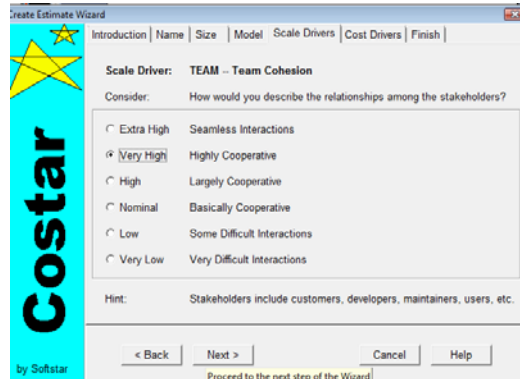 Create Estimate Wizard
Introduction Name Size Model Scale Drivers Cost Drivers Finish
Scale Driver: TEAM -- Team Cohesion
Consider: How would you describe the relationships among the stakeholders?
Extra High Seamless Interactions
Very High Highly Cooperative
High Largely Cooperative
Nominal Basically Cooperative
Low Some Difficult Interactions
Very Low Very Difficult Interactions
Hint: Stakeholders include customers, developers, maintainers, users, etc.
< Back Next > Cancel Help
Proceed to the next step of the Wizard
Costar
by Softstar